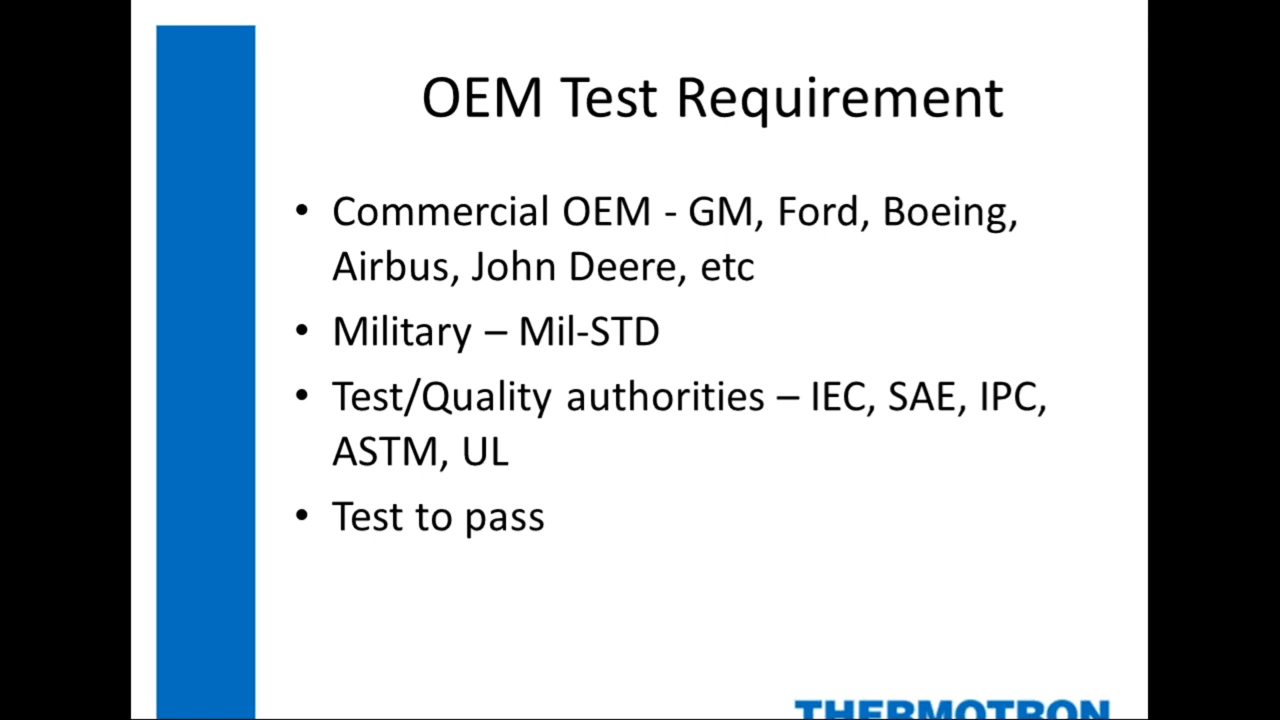 OEM Test Requirement
• Commercial OEM - GM, Ford, Boeing,
Airbus, John Deere, etc
• Military – Mil-STD
• Test/Quality authorities – IEC, SAE, IPC,
ASTM, UL
• Test to pass
THERMOTRON